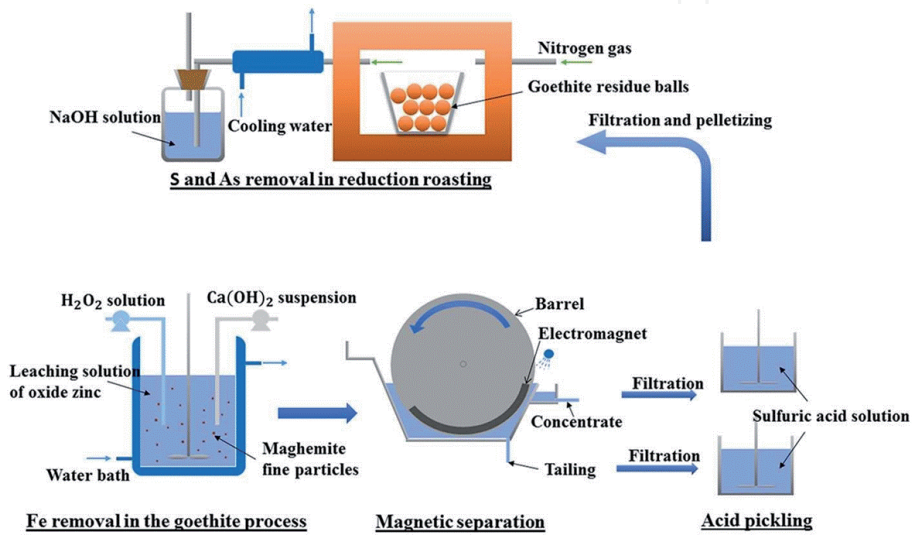 Nitrogen gas
Goethite residue balls
NaOH solution
Cooling water
Filtration and pelletizing
S and As removal in reduction roasting
H₂O₂ solution
Ca(OH)₂ suspension
Barrel
Electromagnet
Leaching solution
of oxide zinc
Filtration
Concentrate
Sulfuric acid solution
Maghemite
fine particles
Water bath
Tailing
Filtration
Fe removal in the goethite process
Magnetic separation
Acid pickling